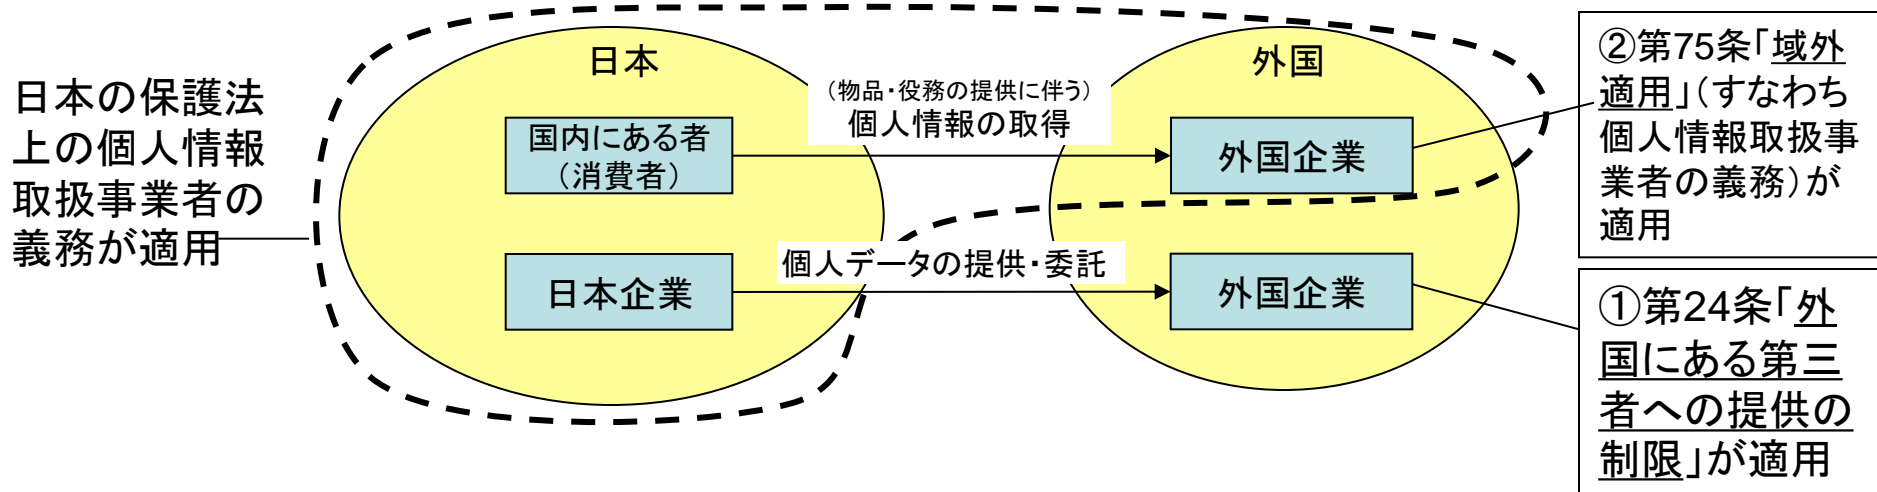 日本の保護法
上の個人情報
取扱事業者の
義務が適用
日本
国内にある者
（消費者）
日本企業
（物品・役務の提供に伴う）
個人情報の取得
個人データの提供・委託
外国
外国企業
外国企業
②第75条「域外
適用」（すなわち
個人情報取扱事
業者の義務）が
適用
①第24条「外
国にある第三
者への提供の
制限」が適用